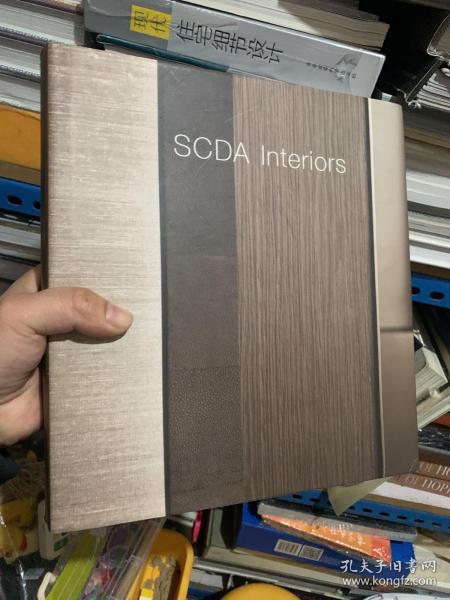 现代
住宅细节设计
SCDA Interiors
孔夫子旧书网
www.kongfz.com